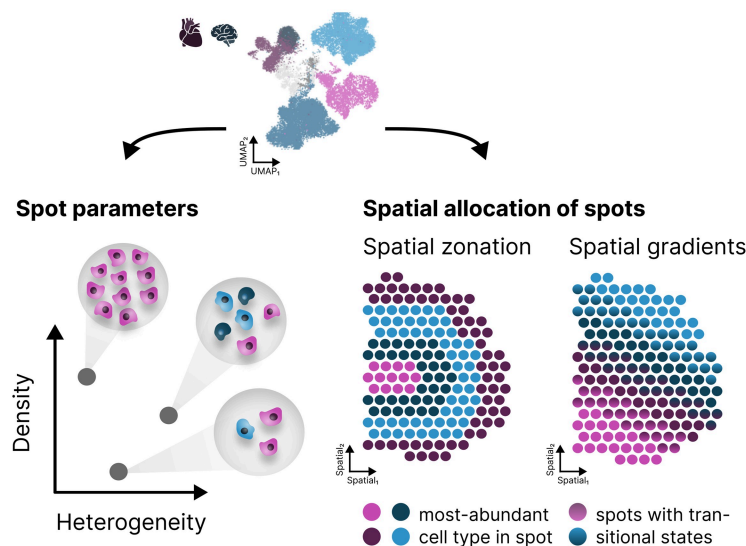 UMAP₂
UMAP₁
Spot parameters
Density
Heterogeneity
Spatial allocation of spots
Spatial zonation
Spatial gradients
Spatial₂
Spatial₁
Spatial₂
Spatial₁
most-abundant
cell type in spot
spots with tran-
sitional states